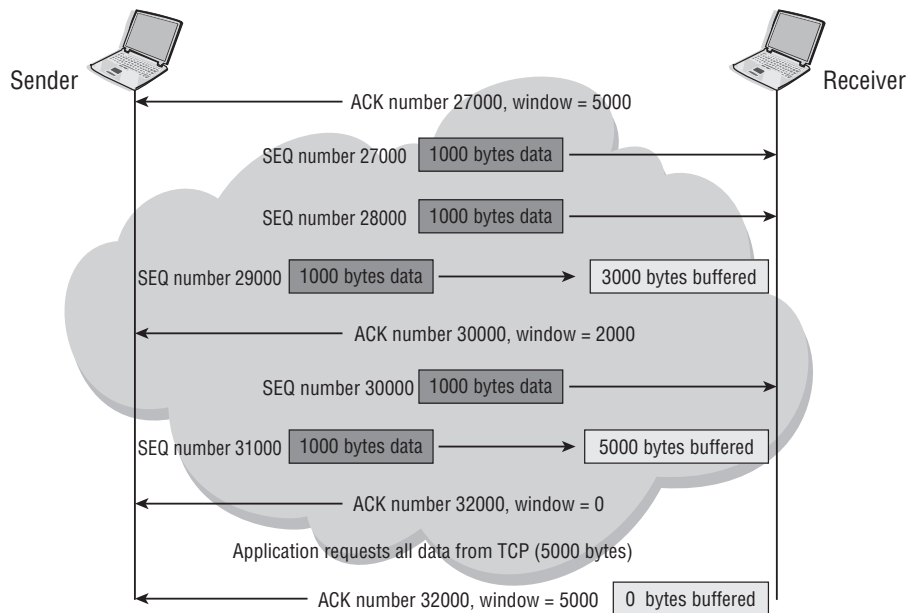 Sender
Receiver
ACK number 27000, window = 5000
SEQ number 27000 1000 bytes data
SEQ number 28000 1000 bytes data
SEQ number 29000 1000 bytes data 3000 bytes buffered
ACK number 30000, window = 2000
SEQ number 30000 1000 bytes data
SEQ number 31000 1000 bytes data 5000 bytes buffered
ACK number 32000, window = 0
Application requests all data from TCP (5000 bytes)
ACK number 32000, window = 5000 0 bytes buffered